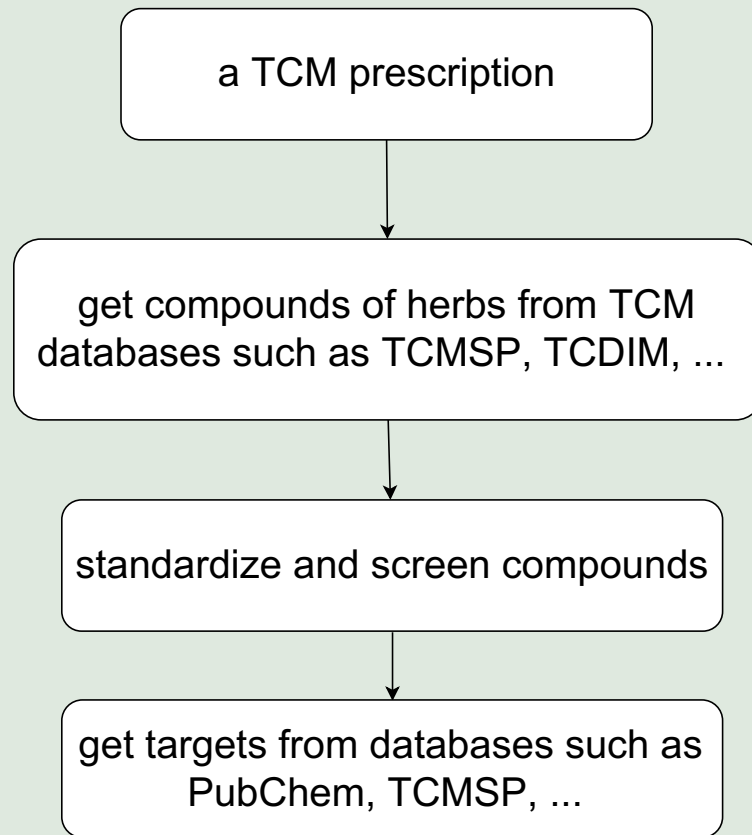 a TCM prescription
get compounds of herbs from TCM
databases such as TCMSP, TCDIM, ...
standardize and screen compounds
get targets from databases such as
PubChem, TCMSP, ...